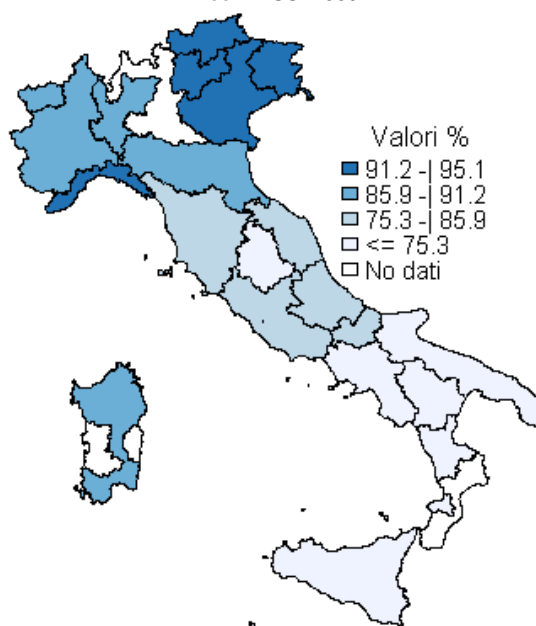 Valori %
91.2 -| 95.1
85.9 -| 91.2
75.3 -| 85.9
<= 75.3
No dati